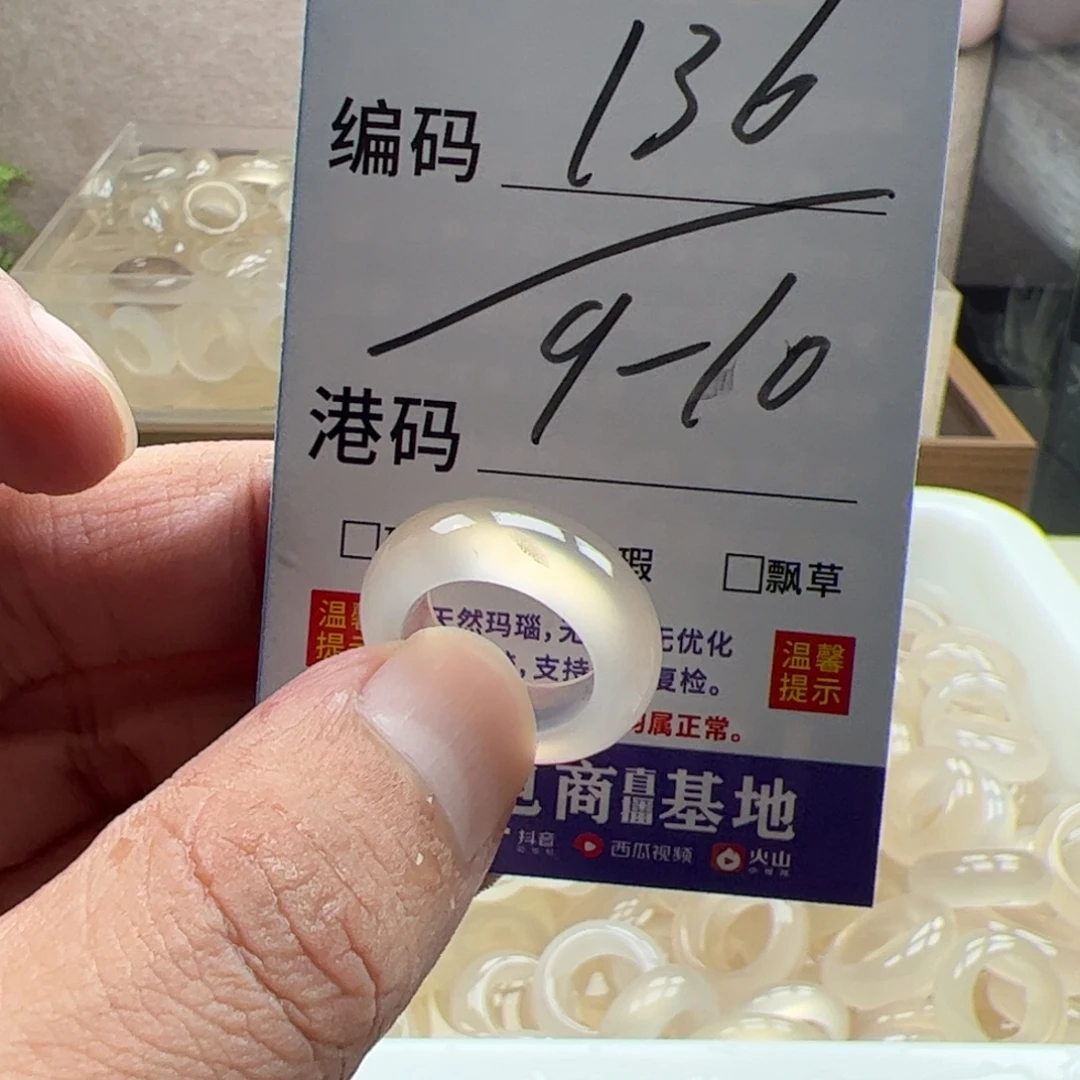 编码 136
港码 9-10
瑕 飘草
温馨 天然玛瑙,无 无优化 温馨
提示 ,支持 复检。 提示
属正常。
商直播基地
抖音 西瓜视频 火山